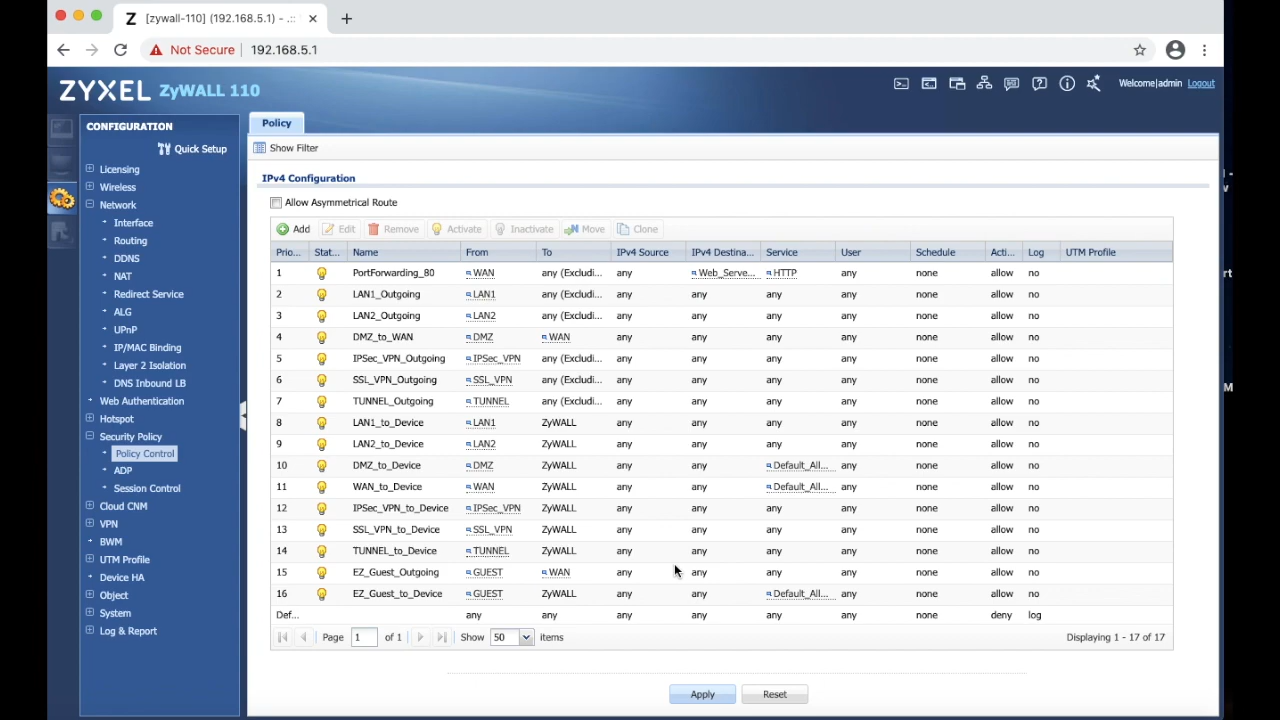 [zywall-110] (192.168.5.1) - .::
Not Secure 192.168.5.1
ZYXEL ZyWALL 110
Welcome|admin Logout
CONFIGURATION
Quick Setup
Licensing
Wireless
Network
Interface
Routing
DDNS
NAT
Redirect Service
ALG
UPnP
IP/MAC Binding
Layer 2 Isolation
DNS Inbound LB
Web Authentication
Hotspot
Security Policy
Policy Control
ADP
Session Control
Cloud CNM
VPN
BWM
UTM Profile
Device HA
Object
System
Log & Report
Policy
Show Filter
IPv4 Configuration
Allow Asymmetrical Route
Add Edit Remove Activate Inactivate Move Clone
Prio... Stat... Name From To IPv4 Source IPv4 Destina... Service User Schedule Acti... Log UTM Profile
1 PortForwarding_80 WAN any (Excludi... any Web_Serve... HTTP any none allow no
2 LAN1_Outgoing LAN1 any (Excludi... any any any any none allow no
3 LAN2_Outgoing LAN2 any (Excludi... any any any any none allow no
4 DMZ_to_WAN DMZ WAN any any any any none allow no
5 IPSec_VPN_Outgoing IPSec_VPN any (Excludi... any any any any none allow no
6 SSL_VPN_Outgoing SSL_VPN any (Excludi... any any any any none allow no
7 TUNNEL_Outgoing TUNNEL any (Excludi... any any any any none allow no
8 LAN1_to_Device LAN1 ZyWALL any any any any none allow no
9 LAN2_to_Device LAN2 ZyWALL any any any any none allow no
10 DMZ_to_Device DMZ ZyWALL any any Default_All... any none allow no
11 WAN_to_Device WAN ZyWALL any any Default_All... any none allow no
12 IPSec_VPN_to_Device IPSec_VPN ZyWALL any any any any none allow no
13 SSL_VPN_to_Device SSL_VPN ZyWALL any any any any none allow no
14 TUNNEL_to_Device TUNNEL ZyWALL any any any any none allow no
15 EZ_Guest_Outgoing GUEST WAN any any any any none allow no
16 EZ_Guest_to_Device GUEST ZyWALL any any Default_All... any none allow no
Def... any any any any any any none deny log
Page 1 of 1 Show 50 items Displaying 1 - 17 of 17
Apply Reset